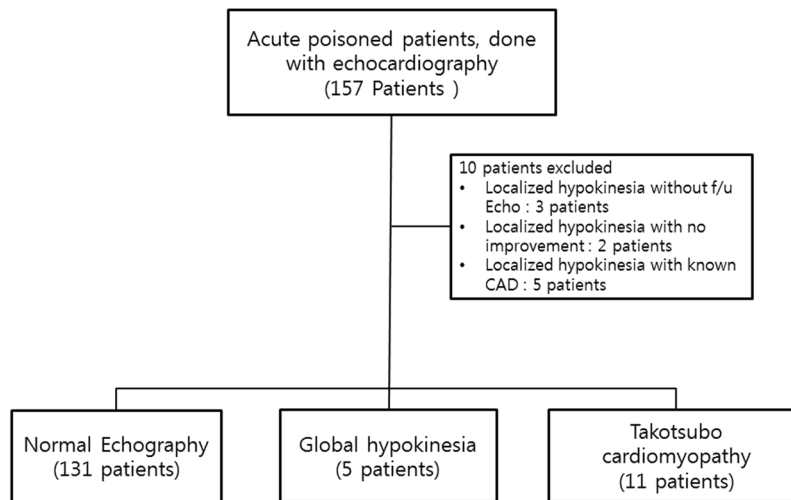 Acute poisoned patients, done
with echocardiography
(157 Patients )
10 patients excluded
• Localized hypokinesia without f/u
Echo : 3 patients
• Localized hypokinesia with no
improvement : 2 patients
• Localized hypokinesia with known
CAD : 5 patients
Normal Echography
(131 patients)
Global hypokinesia
(5 patients)
Takotsubo
cardiomyopathy
(11 patients)